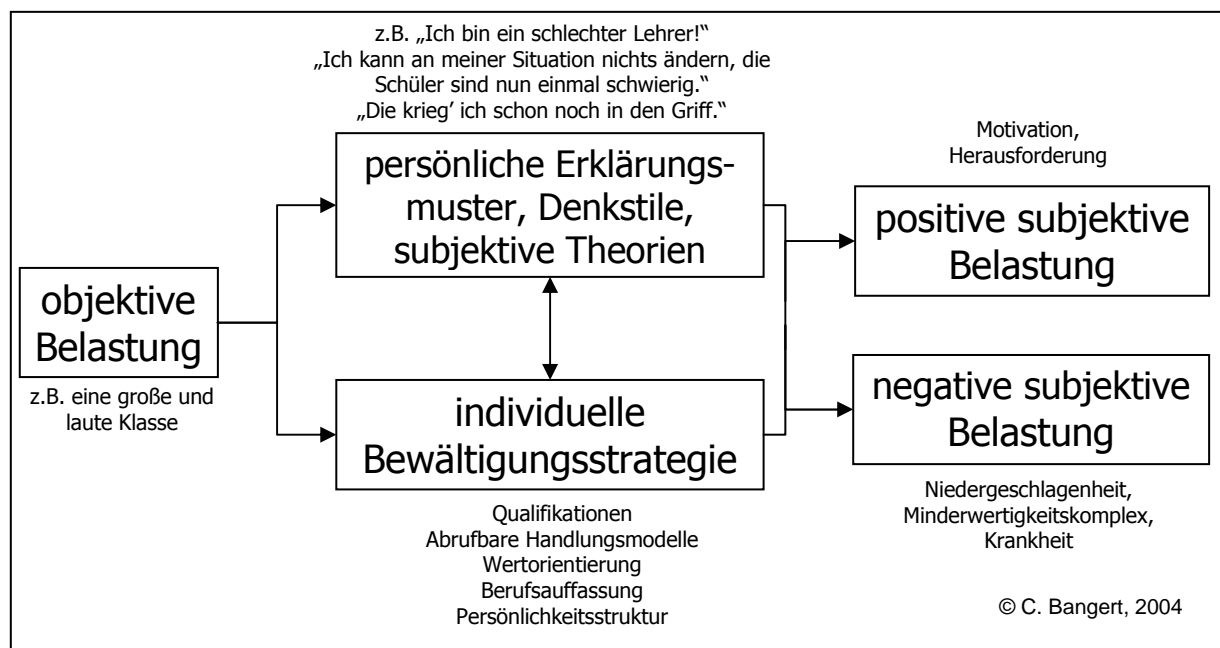 z.B. „Ich bin ein schlechter Lehrer!“
„Ich kann an meiner Situation nichts ändern, die
Schüler sind nun einmal schwierig.“
„Die krieg’ ich schon noch in den Griff.“
persönliche Erklärungs-
muster, Denkstile,
subjektive Theorien
Motivation,
Herausforderung
positive subjektive
Belastung
objektive
Belastung
z.B. eine große und
laute Klasse
individuelle
Bewältigungsstrategie
Qualifikationen
Abrufbare Handlungsmodelle
Wertorientierung
Berufsauffassung
Persönlichkeitsstruktur
negative subjektive
Belastung
Niedergeschlagenheit,
Minderwertigkeitskomplex,
Krankheit
© C. Bangert, 2004